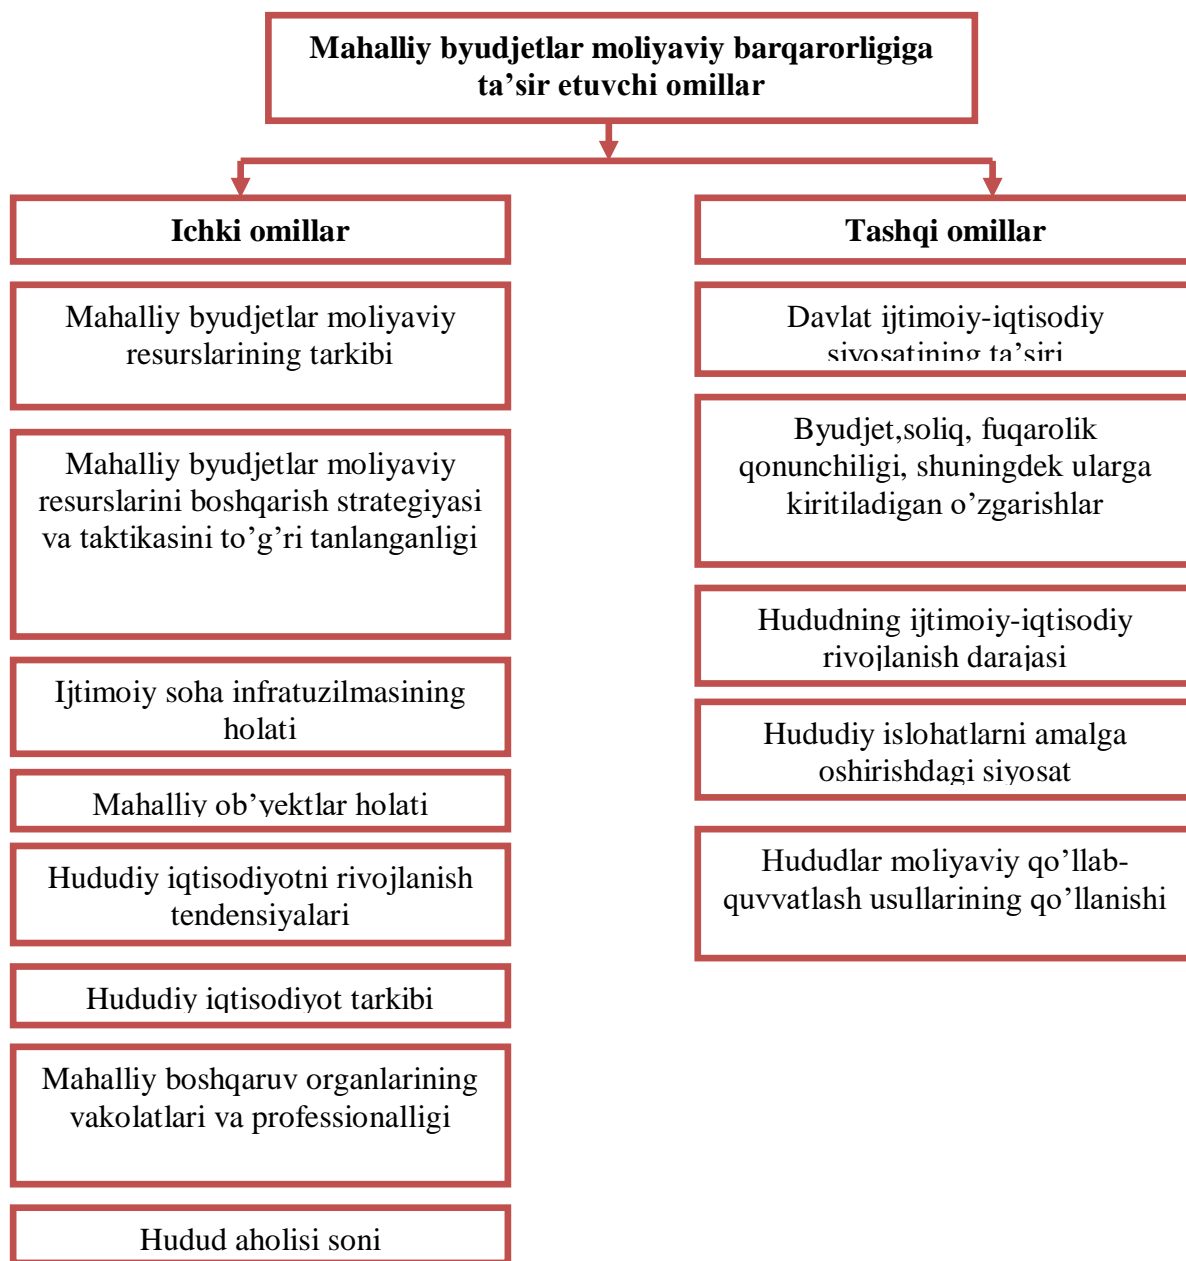 Mahalliy byudjetlar moliyaviy barqarorligiga
ta’sir etuvchi omillar
Ichki omillar
Mahalliy byudjetlar moliyaviy
resurslarining tarkibi
Mahalliy byudjetlar moliyaviy
resurslarini boshqarish strategiyasi
va taktikasini to’g’ri tanlanganligi
Ijtimoiy soha infratuzilmasining
holati
Mahalliy ob’yektlar holati
Hududiy iqtisodiyotni rivojlanish
tendensiyalari
Hududiy iqtisodiyot tarkibi
Mahalliy boshqaruv organlarining
vakolatlari va professionalligi
Hudud aholisi soni
Tashqi omillar
Davlat ijtimoiy-iqtisodiy
siyosatining ta’siri
Byudjet,soliq, fuqarolik
qonunchiligi, shuningdek ularga
kiritiladigan o’zgarishlar
Hududning ijtimoiy-iqtisodiy
rivojlanish darajasi
Hududiy islohatlarni amalga
oshirishdagi siyosat
Hududlar moliyaviy qo’llab-
quvvatlash usullarining qo’llanishi